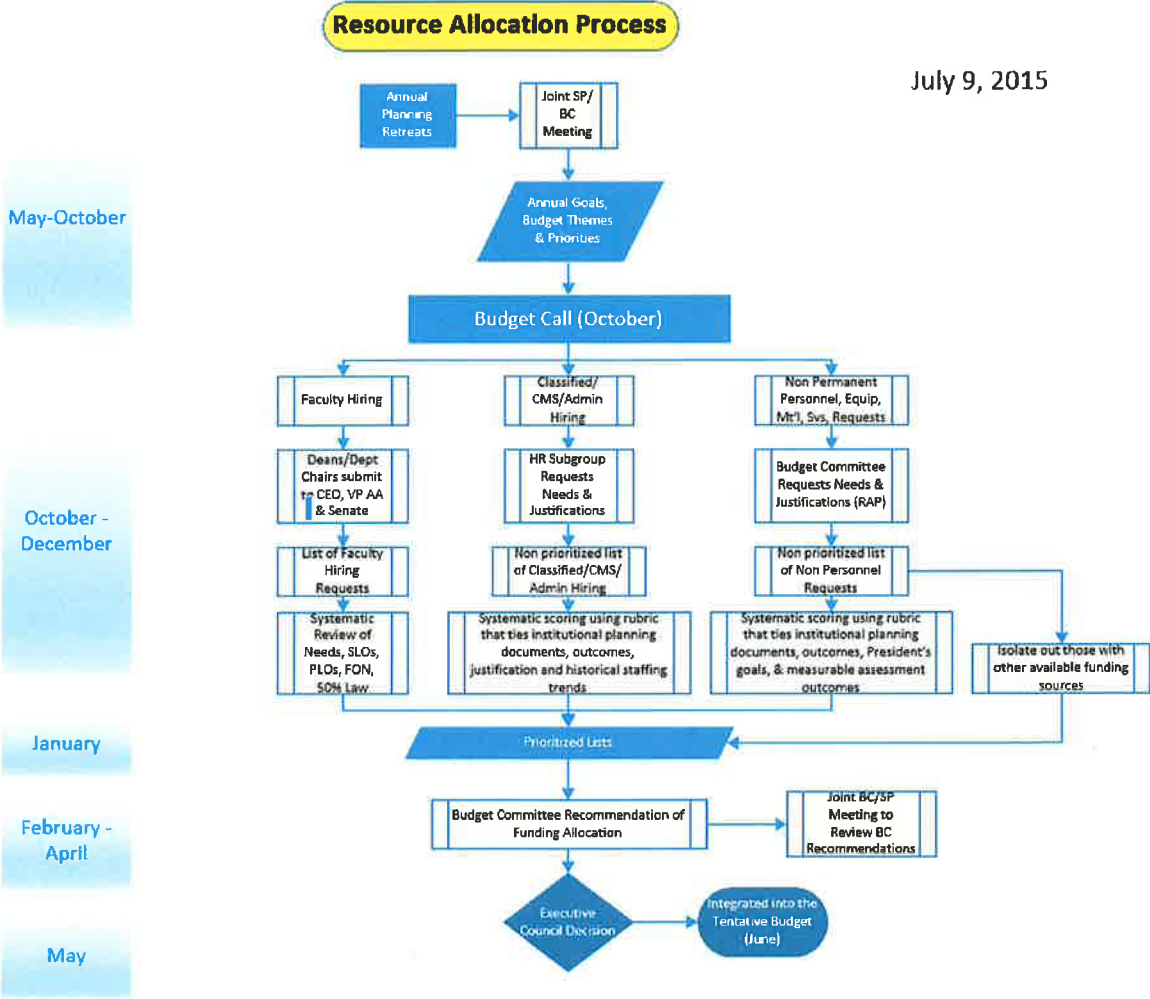 Resource Allocation Process
July 9, 2015
Annual
Planning
Retreats
Joint SP/
BC
Meeting
May-October
Annual Goals,
Budget Themes
& Priorities
Budget Call (October)
Faculty Hiring
Classified/
CMS/Admin
Hiring
Non Permanent
Personnel, Equip,
Mt'l, Svs, Requests
October -
December
Deans/Dept
Chairs submit
to CEO, VP AA
& Senate
HR Subgroup
Requests
Needs &
Justifications
Budget Committee
Requests Needs &
Justifications (RAP)
List of Faculty
Hiring
Requests
Non prioritized list
of Classified/CMS/
Admin Hiring
Non prioritized list
of Non Personnel
Requests
Systematic
Review of
Needs, SLOs,
PLOs, FON,
50% Law
Systematic scoring using rubric
that ties institutional planning
documents, outcomes,
justification and historical staffing
trends
Systematic scoring using rubric
that ties institutional planning
documents, outcomes, President's
goals, & measurable assessment
outcomes
Isolate out those with
other available funding
sources
January
Prioritized Lists
February -
April
Budget Committee Recommendation of
Funding Allocation
Joint BC/SP
Meeting to
Review BC
Recommendations
May
Executive
Council Decision
Integrated into the
Tentative Budget
(June)